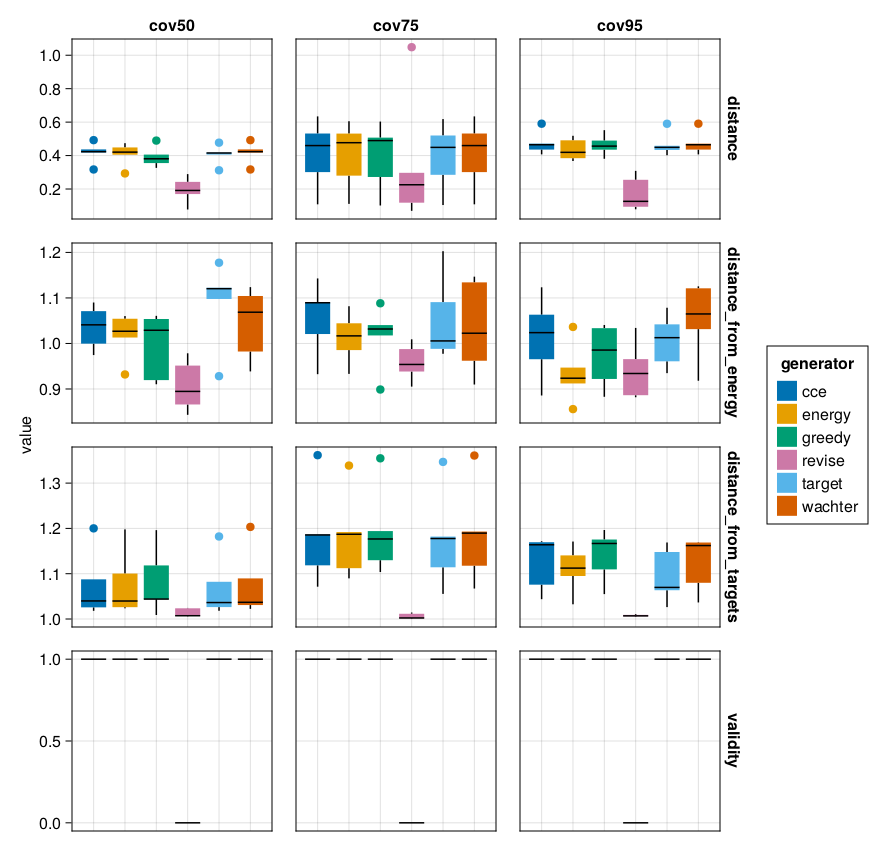 cov50 cov75 cov95
1.0
0.8
0.6
0.4
0.2
distance
1.2
1.1
1.0
0.9
distance_from_energy
value
1.3
1.2
1.1
1.0
distance_from_targets
1.0
0.5
0.0
validity
generator
cce
energy
greedy
revise
target
wachter